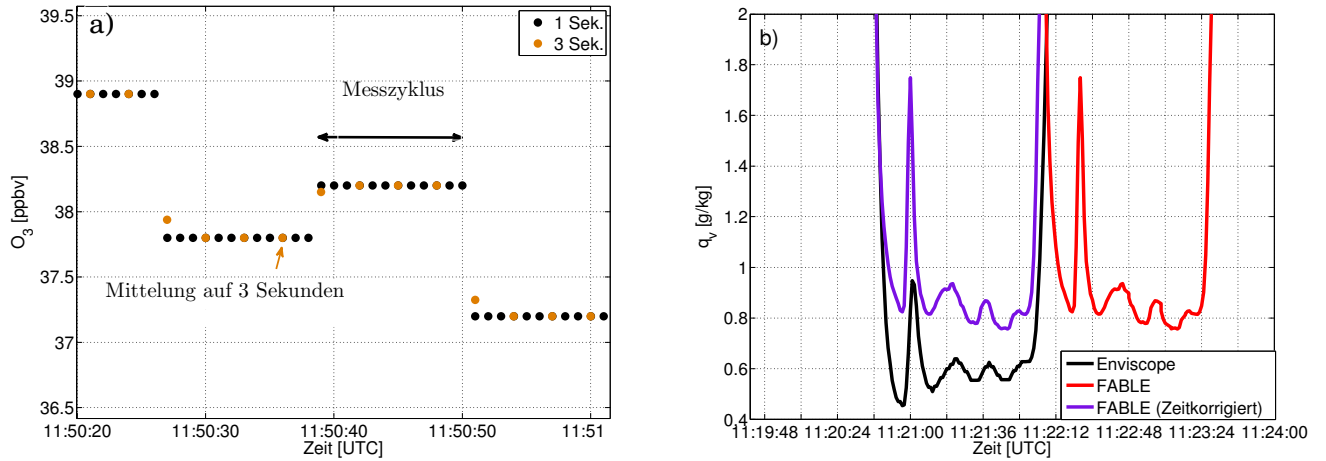 a)
1 Sek.
3 Sek.
Messzyklus
Mittelung auf 3 Sekunden
39.5
39
38.5
38
37.5
37
36.5
O3 [ppbv]
11:50:20 11:50:30 11:50:40 11:50:50 11:51
Zeit [UTC]
b)
2
1.8
1.6
1.4
1.2
1
0.8
0.6
0.4
qv [g/kg]
Enviscope
FABLE
FABLE (Zeitkorrigiert)
11:19:48 11:20:24 11:21:00 11:21:36 11:22:12 11:22:48 11:23:24 11:24:00
Zeit [UTC]